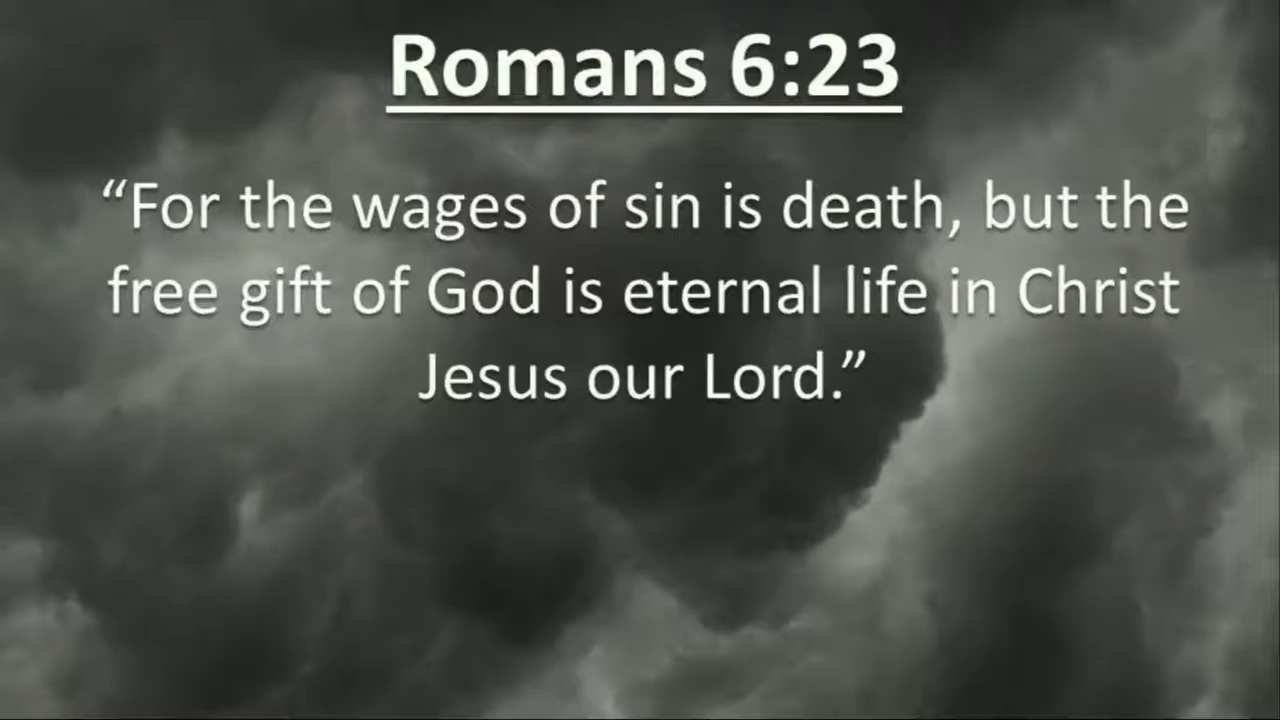 Romans 6:23
“For the wages of sin is death, but the
free gift of God is eternal life in Christ
Jesus our Lord.”